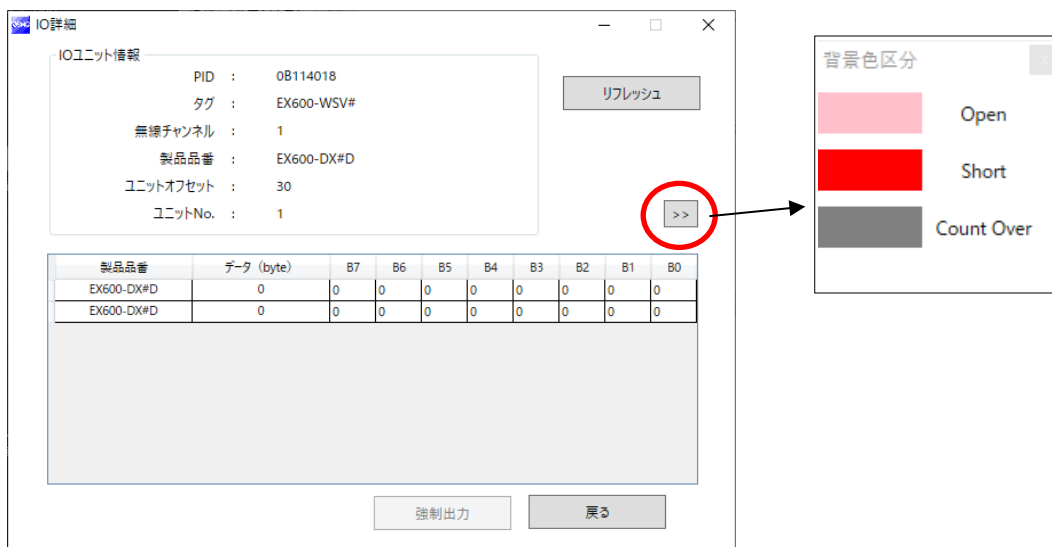 IO詳細
IOユニット情報
PID : 0B114018
タグ : EX600-WSV#
無線チャンネル : 1
製品品番 : EX600-DX#D
ユニットオフセット : 30
ユニットNo. : 1
リフレッシュ
>>
製品品番 データ (byte) B7 B6 B5 B4 B3 B2 B1 B0
EX600-DX#D 0 0 0 0 0 0 0 0 0
EX600-DX#D 0 0 0 0 0 0 0 0 0
強制出力 戻る
背景色区分 x
Open
Short
Count Over